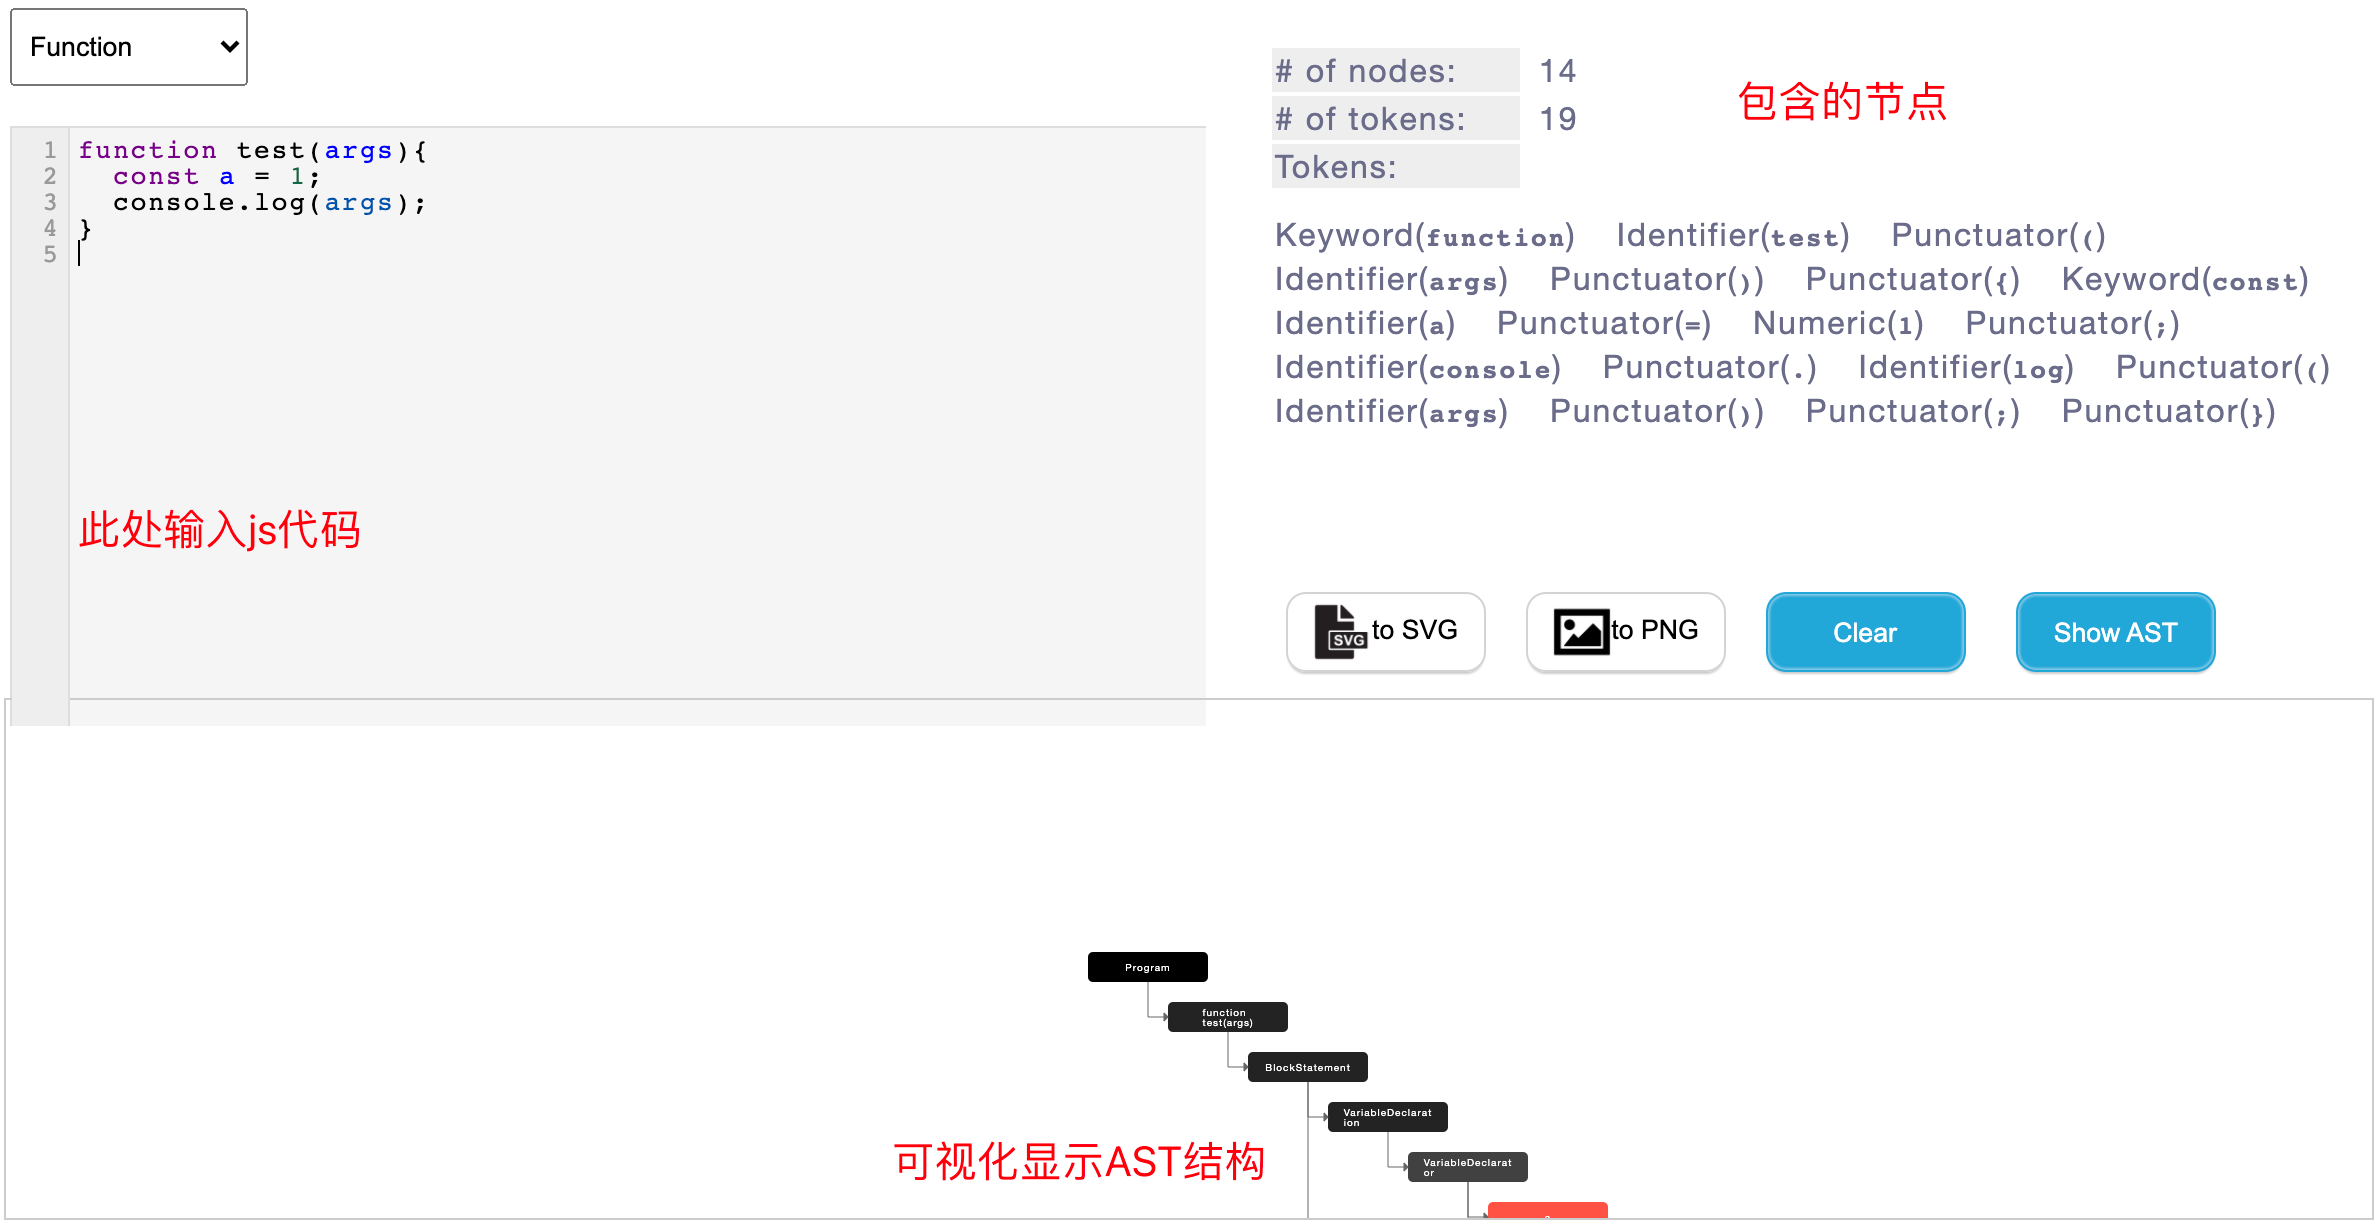 Function
# of nodes: 14
# of tokens: 19
Tokens:
包含的节点
1 function test(args){
2   const a = 1;
3   console.log(args);
4 }
5
此处输入js代码
Keyword(function) Identifier(test) Punctuator(()
Identifier(args) Punctuator()) Punctuator({) Keyword(const)
Identifier(a) Punctuator(=) Numeric(1) Punctuator(;)
Identifier(console) Punctuator(.) Identifier(log) Punctuator(()
Identifier(args) Punctuator()) Punctuator(;) Punctuator(})
SVG to SVG
to PNG
Clear
Show AST
Program
function
test(args)
BlockStatement
VariableDeclarat
ion
VariableDeclarat
or
可视化显示AST结构